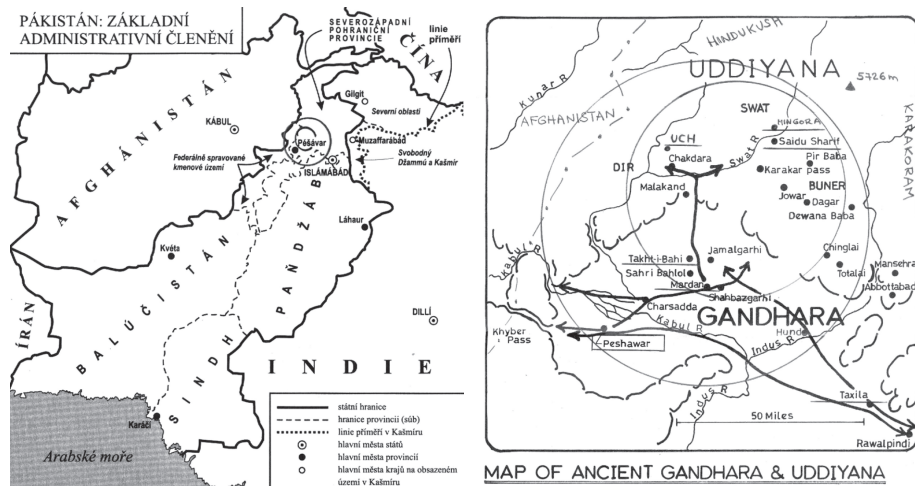 PÁKISTÁN: ZÁKLADNÍ
ADMINISTRATIVNÍ ČLENĚNÍ
SEVEROZÁPADNÍ
POHRANIČNÍ
PROVINCIE
linie
příměří
ČÍNA
AFGHÁNISTÁN
KÁBUL
Gilgit
Severní oblasti
Péšávar
Muzaffarábád
ISLÁMÁBÁD
Svobodný
Džammú a Kašmír
Federálně spravované
kmenové území
Láhaur
Kvéta
BALÚČISTÁN
PAŇDŽÁB
SINDH
ÍRÁN
DILLÍ
INDIE
Karáčí
Arabské moře
státní hranice
hranice provincií (súb)
linie příměří v Kašmíru
hlavní města států
hlavní města provincií
hlavní města krajů na obsazeném
území v Kašmíru
HINDUKUSH
UDDIYANA
5726m
Kunar R
AFGHANISTAN
KARAKORAM
SWAT
MINGORA
UCH
Saidu Sharif
Swat R
Chakdara
Pir Baba
DIR
Karakar pass
Malakand
Jowar
BUNER
Dagar
Dewana Baba
Takht-i-Bahi
Jamalgarhi
Chinglai
Sahri Bahlol
Totalai
Mansehra
Mardan
Abbottabad
Shahbazgarhi
Kabul R
Charsadda
GANDHARA
Kabul R
Khyber
Pass
Peshawar
Hund
Indus R
Indus R
Taxila
50 Miles
Rawalpindi
MAP OF ANCIENT GANDHARA & UDDIYANA